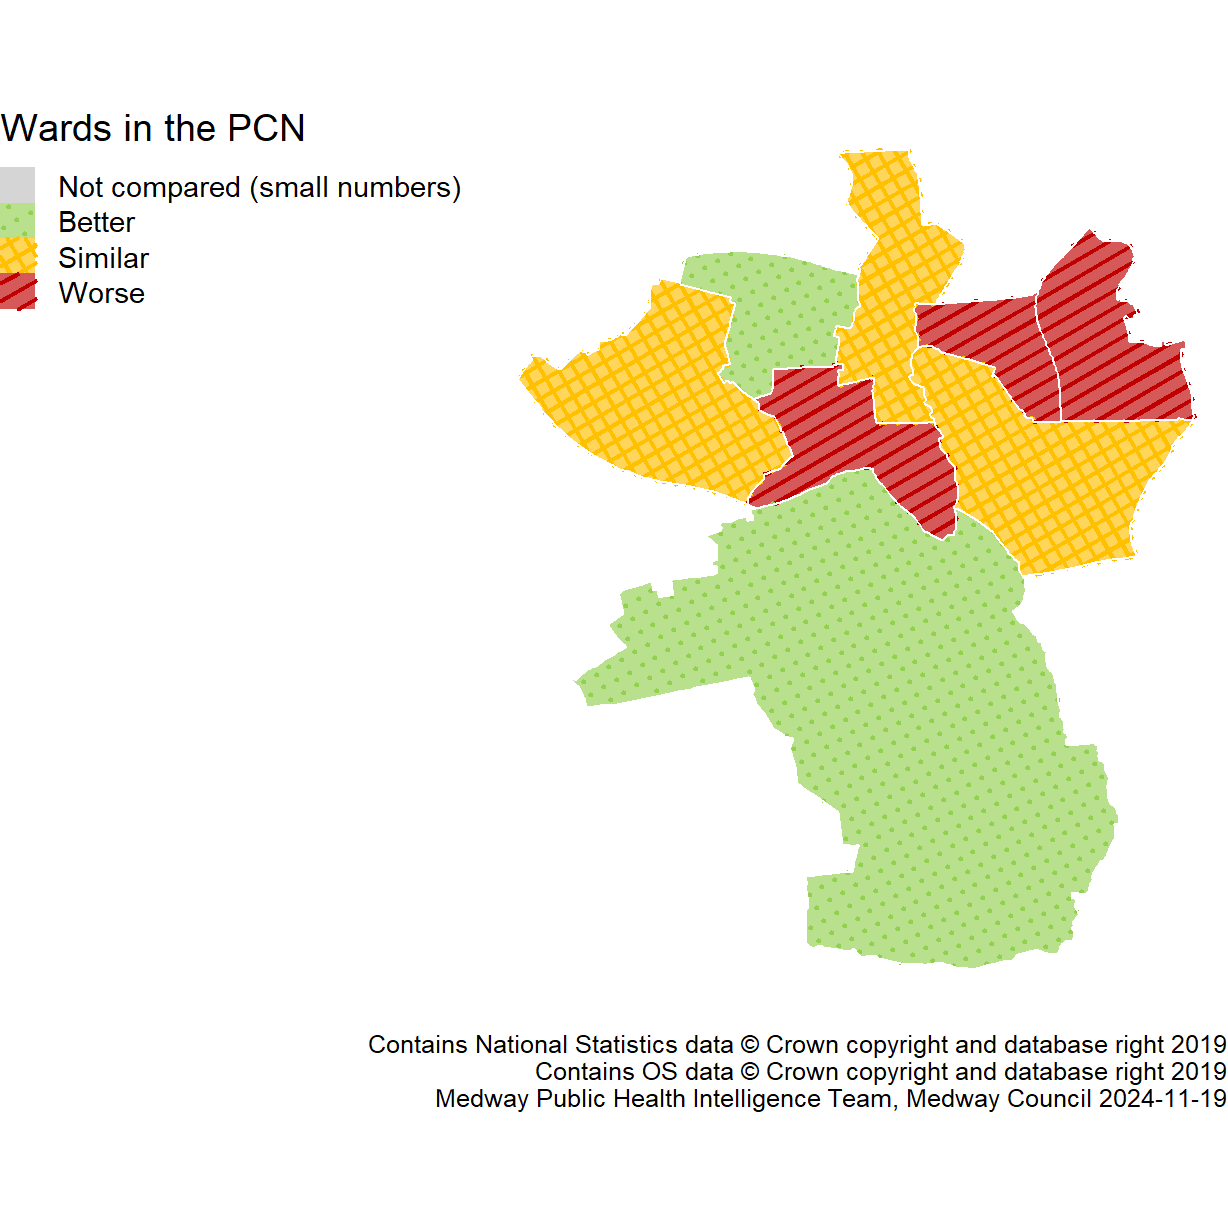 Wards in the PCN
Not compared (small numbers)
Better
Similar
Worse
Contains National Statistics data © Crown copyright and database right 2019
Contains OS data © Crown copyright and database right 2019
Medway Public Health Intelligence Team, Medway Council 2024-11-19